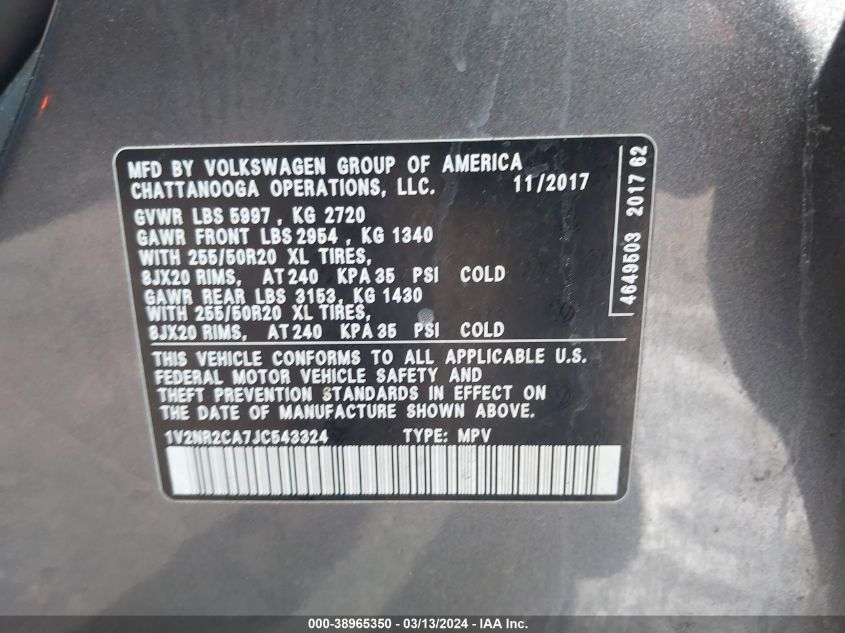 MFD BY VOLKSWAGEN GROUP OF AMERICA
CHATTANOOGA OPERATIONS, LLC. 11/2017
GVWR LBS 5997, KG 2720
GAWR FRONT LBS 2954, KG 1340
WITH 255/50R20 XL TIRES,
8JX20 RIMS, AT 240 KPA 35 PSI COLD
GAWR REAR LBS 3153, KG 1430
WITH 255/50R20 XL TIRES,
8JX20 RIMS, AT 240 KPA 35 PSI COLD
THIS VEHICLE CONFORMS TO ALL APPLICABLE U.S.
FEDERAL MOTOR VEHICLE SAFETY AND
THEFT PREVENTION STANDARDS IN EFFECT ON
THE DATE OF MANUFACTURE SHOWN ABOVE.
1V2NR2CA7JC543324 TYPE: MPV
4649503 2017 62
000-38965350 - 03/13/2024 - IAA Inc.